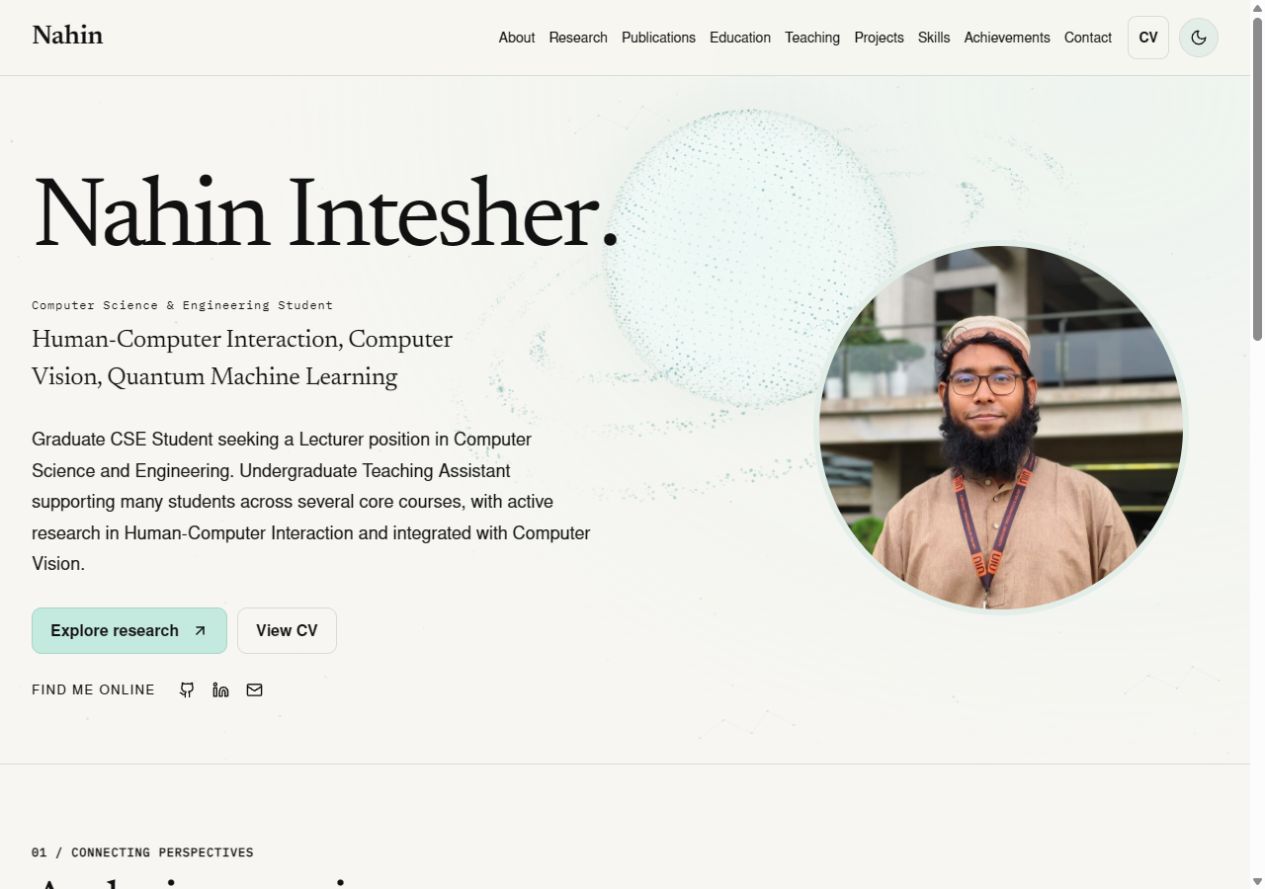 Nahin
About Research Publications Education Teaching Projects Skills Achievements Contact CV
Nahin Intesher.
Computer Science & Engineering Student
Human-Computer Interaction, Computer
Vision, Quantum Machine Learning
Graduate CSE Student seeking a Lecturer position in Computer
Science and Engineering. Undergraduate Teaching Assistant
supporting many students across several core courses, with active
research in Human-Computer Interaction and integrated with Computer
Vision.
Explore research View CV
FIND ME ONLINE
01 / CONNECTING PERSPECTIVES